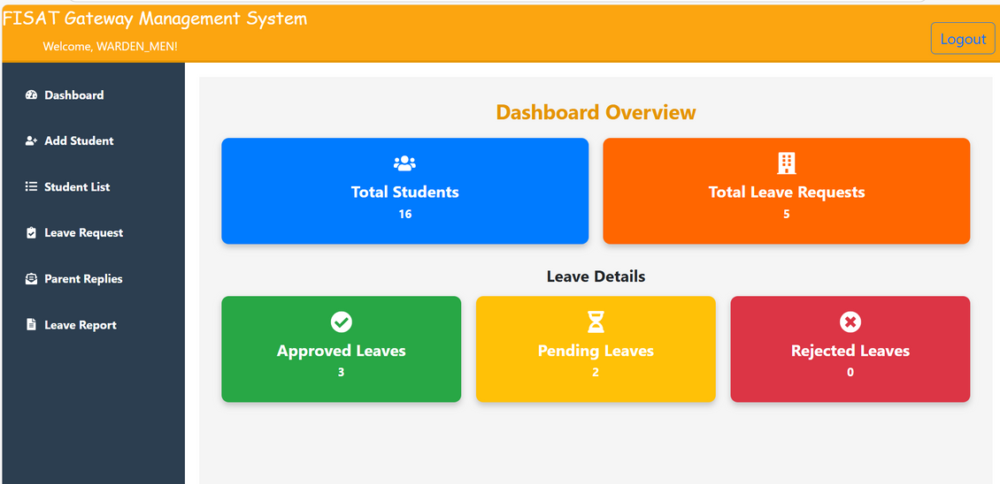 FISAT Gateway Management System
Welcome, WARDEN_MEN!
Logout
Dashboard
Add Student
Student List
Leave Request
Parent Replies
Leave Report
Dashboard Overview
Total Students
16
Total Leave Requests
5
Leave Details
Approved Leaves
3
Pending Leaves
2
Rejected Leaves
0